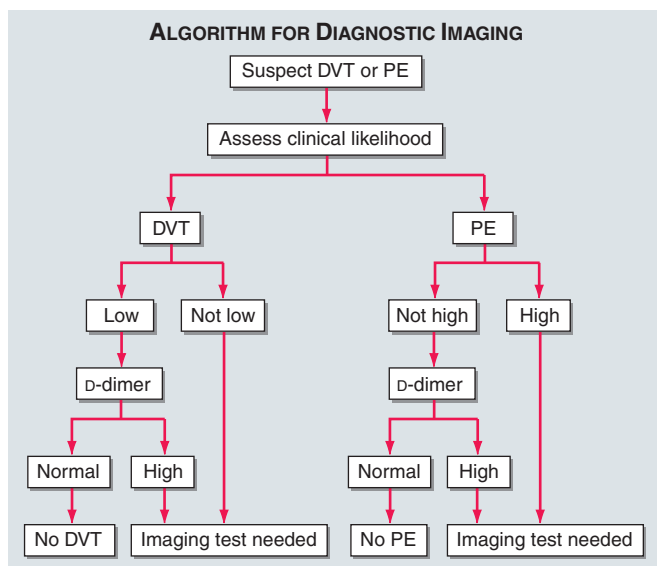 ALGORITHM FOR DIAGNOSTIC IMAGING
Suspect DVT or PE
Assess clinical likelihood
DVT
PE
Low
Not low
Not high
High
D-dimer
D-dimer
Normal
High
Normal
High
No DVT
Imaging test needed
No PE
Imaging test needed